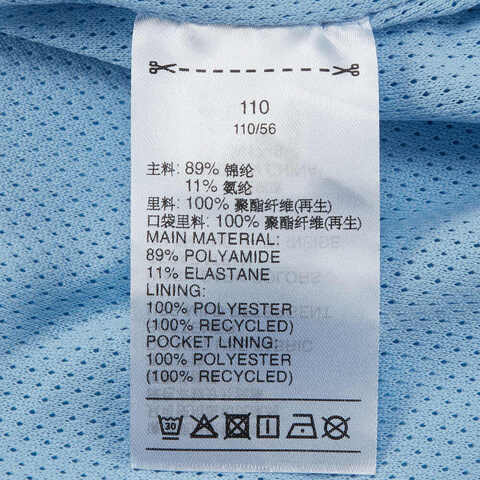 110
110/56
主料: 89% 锦纶
11% 氨纶
里料: 100% 聚酯纤维(再生)
口袋里料: 100% 聚酯纤维(再生)
MAIN MATERIAL:
89% POLYAMIDE
11% ELASTANE
LINING:
100% POLYESTER
(100% RECYCLED)
POCKET LINING:
100% POLYESTER
(100% RECYCLED)
30